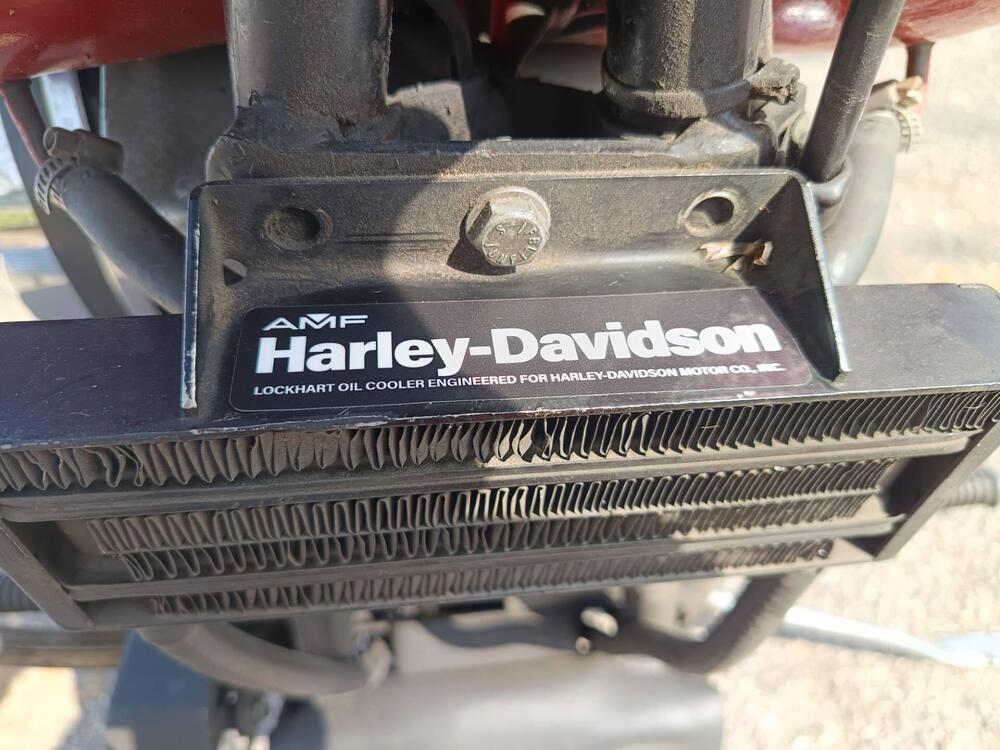 AMF
Harley-Davidson
LOCKHART OIL COOLER ENGINEERED FOR HARLEY-DAVIDSON MOTOR CO., INC.